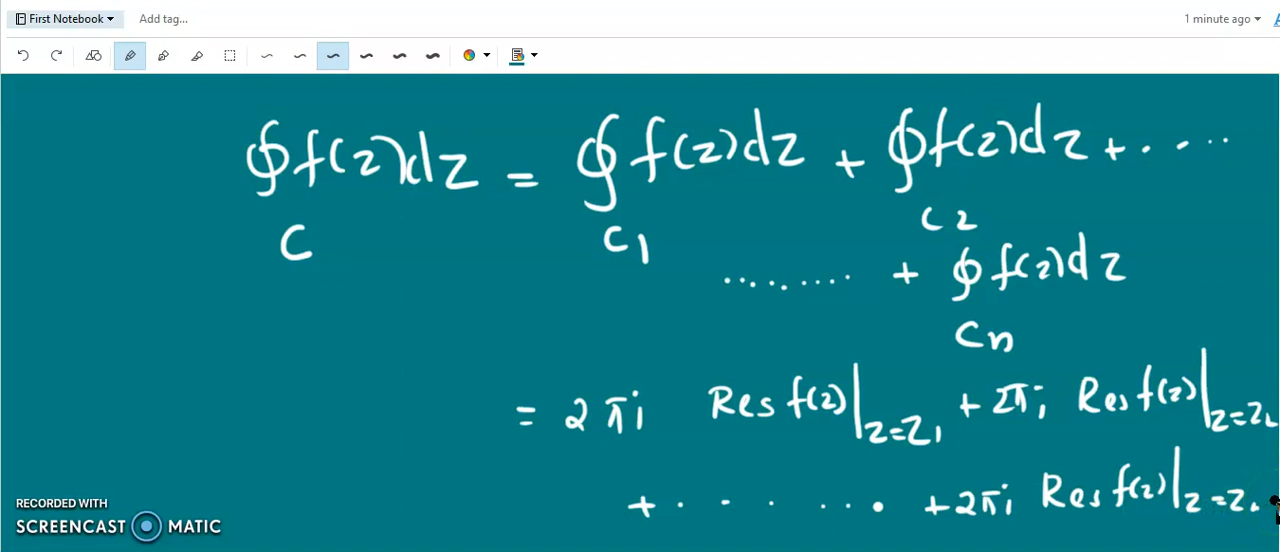 First Notebook Add tag... 1 minute ago
∮f(z)dz = ∮f(z)dz + ∮f(z)dz + . . . .
C C1 C2
......... + ∮f(z)dz
Cn
= 2πi Res f(z)|z=z1 + 2πi Res f(z)|z=z2
+ . . . . . . + 2πi Res f(z)|z=z
RECORDED WITH
SCREENCAST MATIC